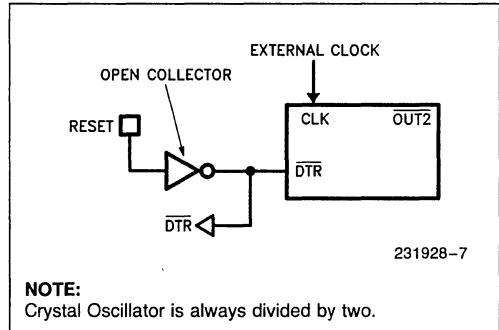 EXTERNAL CLOCK
OPEN COLLECTOR
RESET
CLK
OUT2
DTR
DTR
231928-7
NOTE:
Crystal Oscillator is always divided by two.